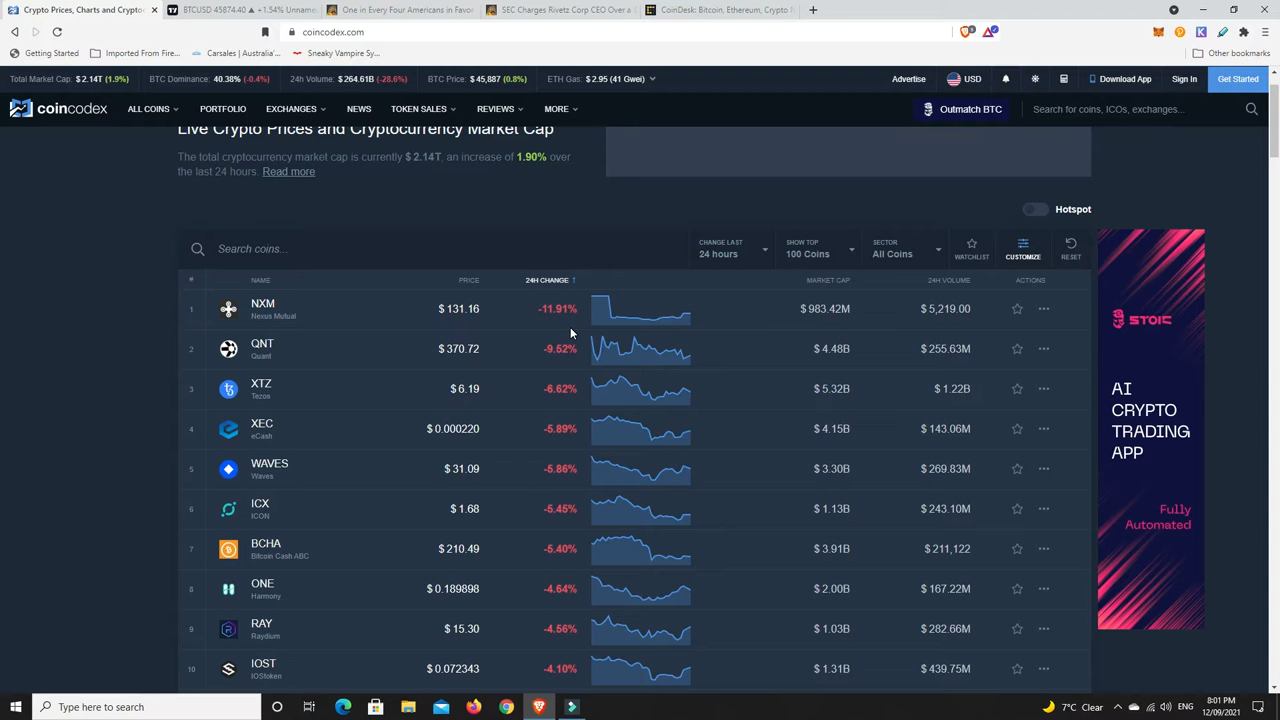 Crypto Prices, Charts and Cryptoc
BTCUSD 45874.40 ▲ +1.54% Unname
One in Every Four Americans in Favor
SEC Charges Rivetz Corp CEO Over a
CoinDesk: Bitcoin, Ethereum, Crypto N
coincodex.com
Getting Started
Imported From Firef...
Carsales | Australia'...
Sneaky Vampire Sy...
Other bookmarks
Total Market Cap: $ 2.14T (1.9%)
BTC Dominance: 40.38% (-0.4%)
24h Volume: $ 264.61B (-28.6%)
BTC Price: $ 45,887 (0.8%)
ETH Gas: $ 2.95 (41 Gwei)
Advertise
USD
Download App
Sign In
Get Started
coincodex
ALL COINS
PORTFOLIO
EXCHANGES
NEWS
TOKEN SALES
REVIEWS
MORE
Outmatch BTC
Search for coins, ICOs, exchanges...
Live Crypto Prices and Cryptocurrency Market Cap
The total cryptocurrency market cap is currently $ 2.14T, an increase of 1.90% over
the last 24 hours. Read more
Hotspot
Search coins...
CHANGE LAST
24 hours
SHOW TOP
100 Coins
SECTOR
All Coins
WATCHLIST
CUSTOMIZE
RESET
# NAME PRICE 24H CHANGE ↑ MARKET CAP 24H VOLUME ACTIONS
1 NXM $ 131.16 -11.91% $ 983.42M $ 5,219.00
Nexus Mutual
2 QNT $ 370.72 -9.52% $ 4.48B $ 255.63M
Quant
3 XTZ $ 6.19 -6.62% $ 5.32B $ 1.22B
Tezos
4 XEC $ 0.000220 -5.89% $ 4.15B $ 143.06M
eCash
5 WAVES $ 31.09 -5.86% $ 3.30B $ 269.83M
Waves
6 ICX $ 1.68 -5.45% $ 1.13B $ 243.10M
ICON
7 BCHA $ 210.49 -5.40% $ 3.91B $ 211,122
Bitcoin Cash ABC
8 ONE $ 0.189898 -4.64% $ 2.00B $ 167.22M
Harmony
9 RAY $ 15.30 -4.56% $ 1.03B $ 282.66M
Raydium
10 IOST $ 0.072343 -4.10% $ 1.31B $ 439.75M
IOStoken
STOIC
AI
CRYPTO
TRADING
APP
Fully
Automated
Type here to search
7°C Clear
8:01 PM
12/09/2021